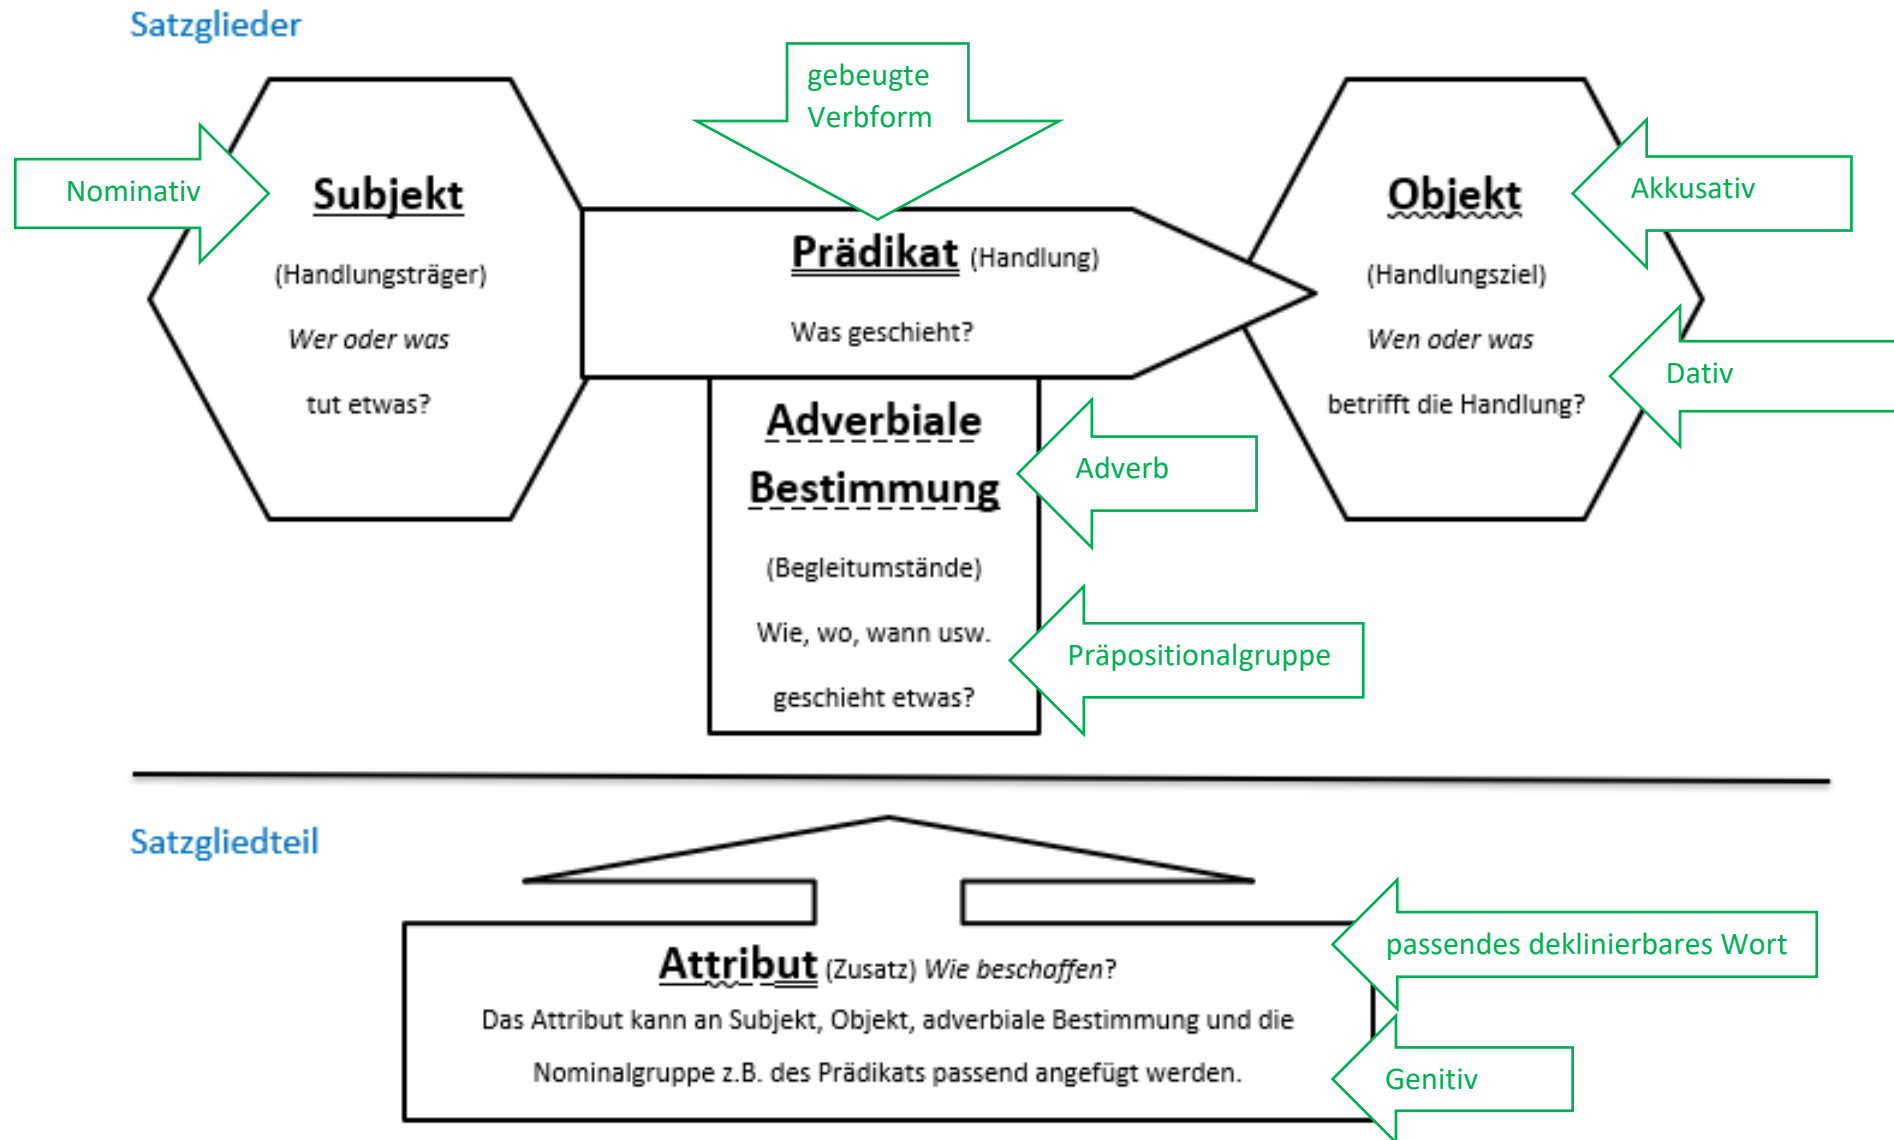 Satzglieder
gebeugte
Verbform
Nominativ
Subjekt
(Handlungsträger)
Wer oder was
tut etwas?
Prädikat (Handlung)
Was geschieht?
Objekt
(Handlungsziel)
Wen oder was
betrifft die Handlung?
Akkusativ
Dativ
Adverbiale
Bestimmung
(Begleitumstände)
Wie, wo, wann usw.
geschieht etwas?
Adverb
Präpositionalgruppe
Satzgliedteil
Attribut (Zusatz) Wie beschaffen?
Das Attribut kann an Subjekt, Objekt, adverbiale Bestimmung und die
Nominalgruppe z.B. des Prädikats passend angefügt werden.
passendes deklinierbares Wort
Genitiv